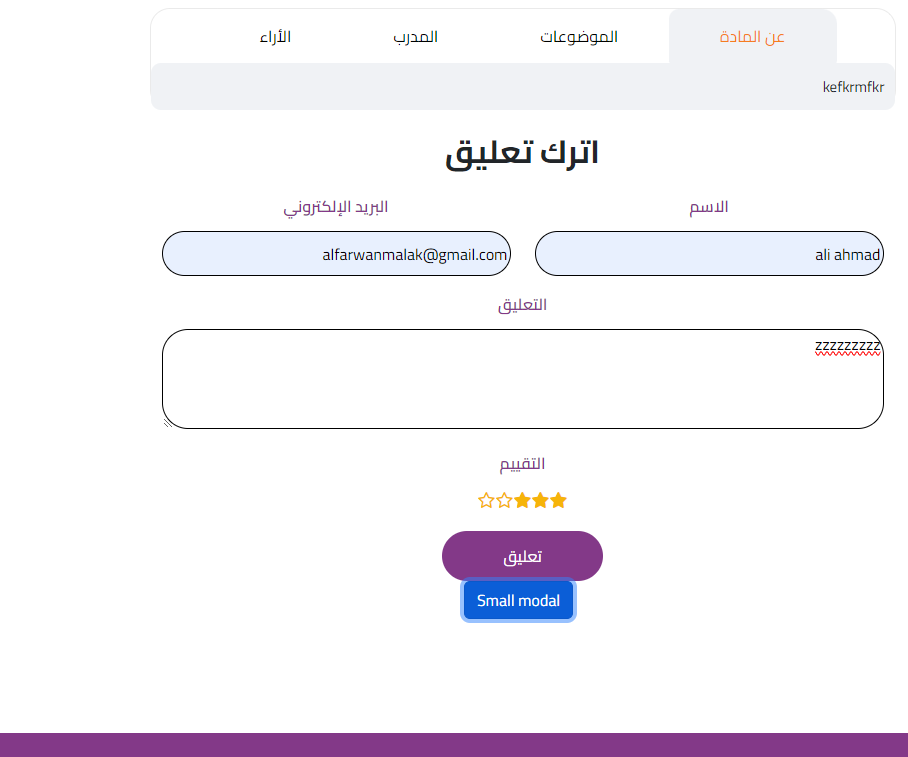 عن المادة
الموضوعات
المدرب
الأراء
kefkrmfkr
اترك تعليق
الاسم
البريد الإلكتروني
ali ahmad
alfarwanmalak@gmail.com
التعليق
zzzzzzzzz
التقييم
تعليق
Small modal